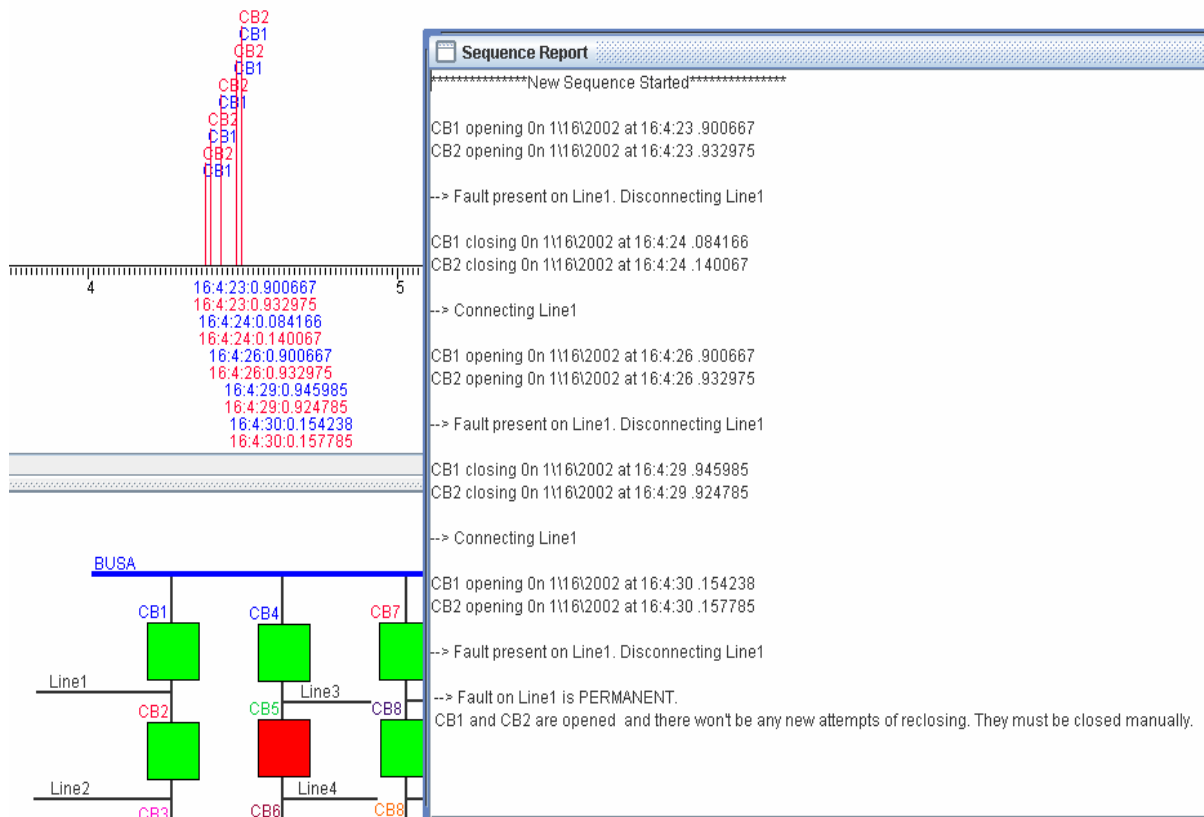 CB2
CB1
CB2
CB1
CB2
CB1
CB2
CB1
CB2
CB1
4
5
16:4:23:0.900667
16:4:23:0.932975
16:4:24:0.084166
16:4:24:0.140067
16:4:26:0.900667
16:4:26:0.932975
16:4:29:0.945985
16:4:29:0.924785
16:4:30:0.154238
16:4:30:0.157785
BUSA
CB1
CB4
CB7
Line1
Line3
CB2
CB5
CB8
Line2
Line4
CB3
CB6
CB8
Sequence Report
***************New Sequence Started***************
CB1 opening 0n 1\16\2002 at 16:4:23 .900667
CB2 opening 0n 1\16\2002 at 16:4:23 .932975
--> Fault present on Line1. Disconnecting Line1
CB1 closing 0n 1\16\2002 at 16:4:24 .084166
CB2 closing 0n 1\16\2002 at 16:4:24 .140067
--> Connecting Line1
CB1 opening 0n 1\16\2002 at 16:4:26 .900667
CB2 opening 0n 1\16\2002 at 16:4:26 .932975
--> Fault present on Line1. Disconnecting Line1
CB1 closing 0n 1\16\2002 at 16:4:29 .945985
CB2 closing 0n 1\16\2002 at 16:4:29 .924785
--> Connecting Line1
CB1 opening 0n 1\16\2002 at 16:4:30 .154238
CB2 opening 0n 1\16\2002 at 16:4:30 .157785
--> Fault present on Line1. Disconnecting Line1
--> Fault on Line1 is PERMANENT.
CB1 and CB2 are opened and there won't be any new attempts of reclosing. They must be closed manually.